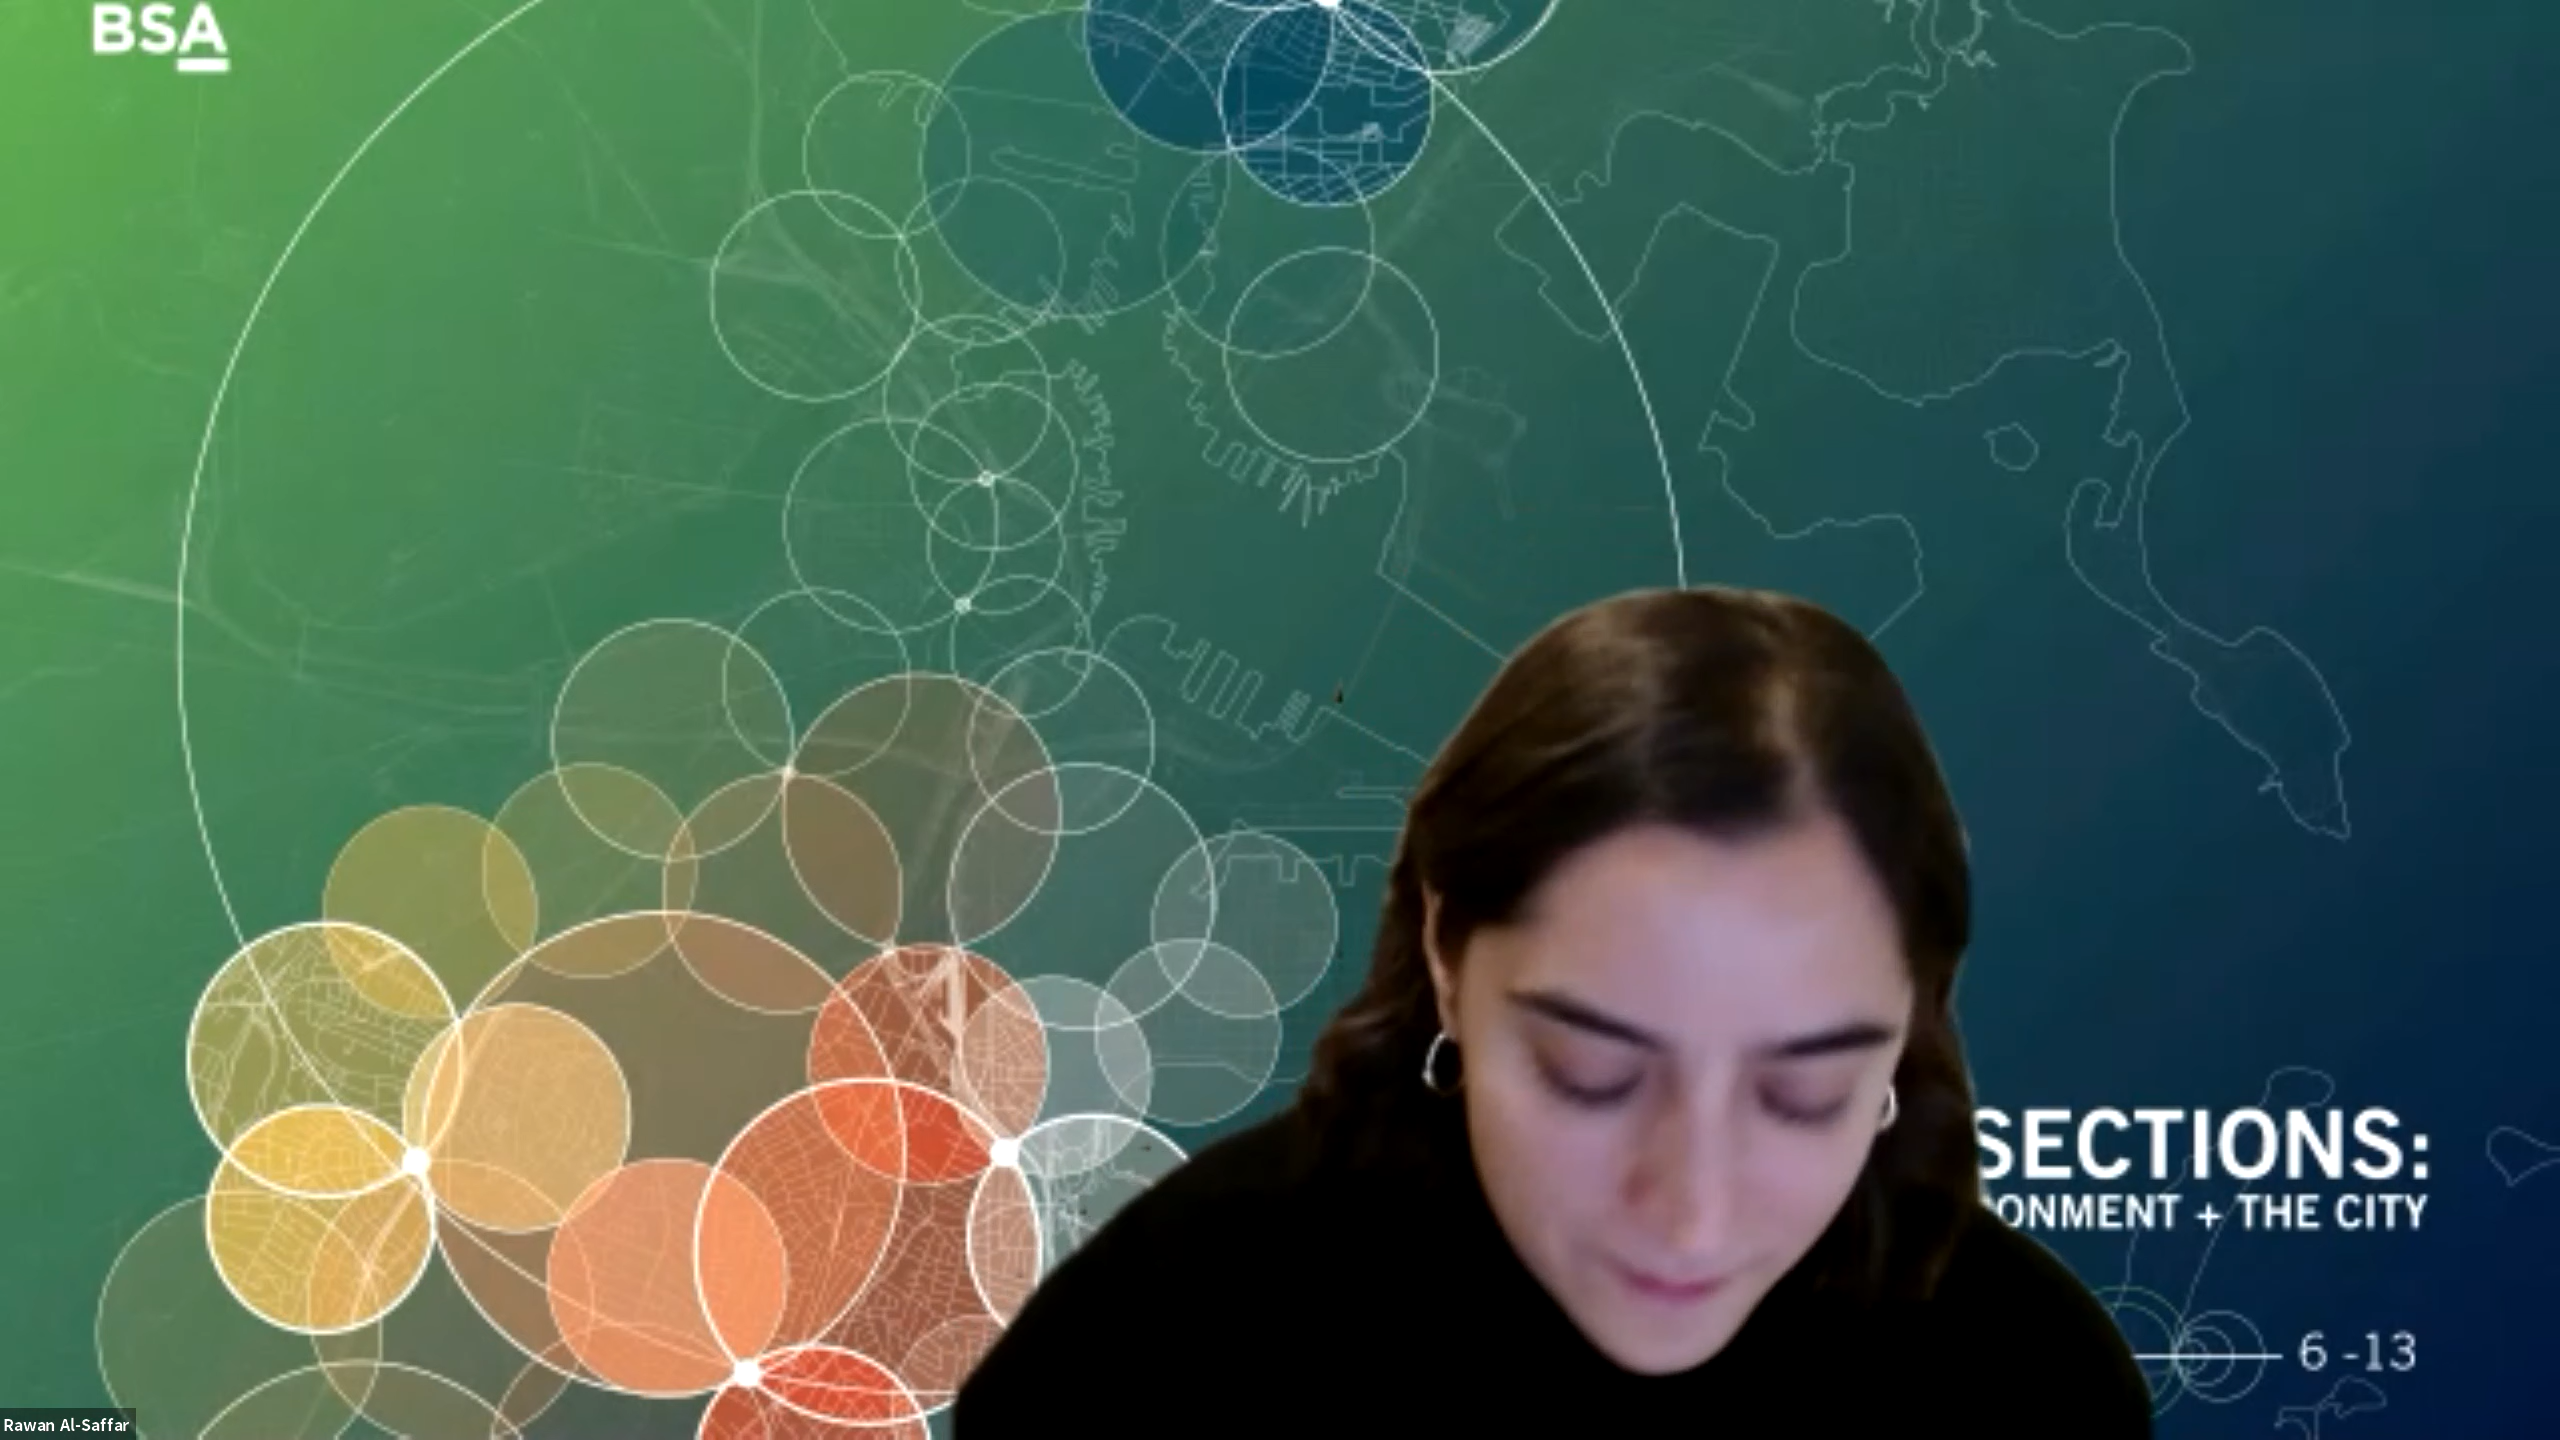 BSA
SECTIONS:
ONMENT + THE CITY
6 -13
Rawan Al-Saffar